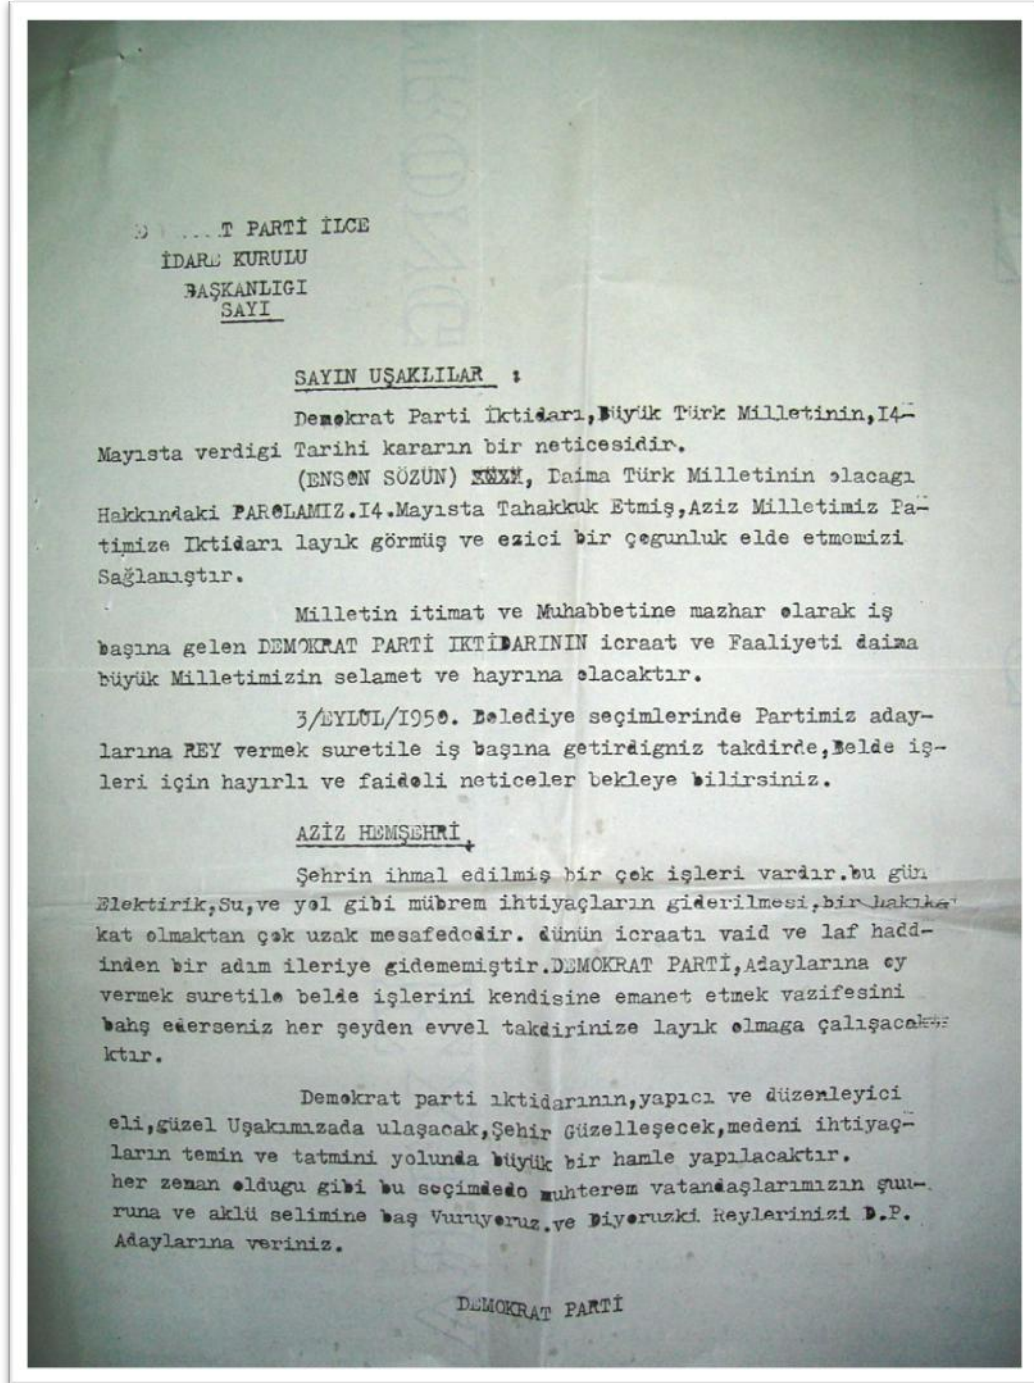 T PARTİ İLCE
İDARE KURULU
BAŞKANLIGI
SAYI
SAYIN UŞAKLILAR :
Demokrat Parti İktidarı,Büyük Türk Milletinin,I4-
Mayısta verdigi Tarihi kararın bir neticesidir.
(ENSON SÖZÜN) , Daima Türk Milletinin olacagı
Hakkındaki PAROLAMIZ.I4.Mayısta Tahakkuk Etmiş,Aziz Milletimiz Pa-
timize Iktidarı layık görmüş ve ezici bir çogunluk elde etmemizi
Sağlamıştır.
Milletin itimat ve Muhabbetine mazhar olarak iş
başına gelen DEMOKRAT PARTİ IKTİDARININ icraat ve Faaliyeti daima
büyük Milletimizin selamet ve hayrına olacaktır.
3/EYLUL/I950. Belediye seçimlerinde Partimiz aday-
larına REY vermek suretile iş başına getirdigniz takdirde,Belde iş-
leri için hayırlı ve faideli neticeler bekleye bilirsiniz.
AZİZ HEMŞEHRİ,
Şehrin ihmal edilmiş bir çok işleri vardır.bu gün
Elektirik,Su,ve yol gibi mübrem ihtiyaçların giderilmesi,bir hakika
kat olmaktan çok uzak mesafededir. dünün icraatı vaid ve laf hadd-
inden bir adım ileriye gidememiştir.DEMOKRAT PARTİ,Adaylarına oy
vermek suretile belde işlerini kendisine emanet etmek vazifesini
bahş ederseniz her şeyden evvel takdirinize layık olmaga çalışacak
ktır.
Demokrat parti ıktidarının,yapıcı ve düzenleyici
eli,güzel Uşakımızada ulaşacak,Şehir Güzelleşecek,medeni ihtiyaç-
ların temin ve tatmini yolunda büyük bir hamle yapılacaktır.
her zeman oldugu gibi bu seçimdede muhterem vatandaşlarımızın şuu-
runa ve aklü selimine baş Vuruyoruz.ve Diyoruzki Reylerinizi D.P.
Adaylarına veriniz.
DEMOKRAT PARTİ